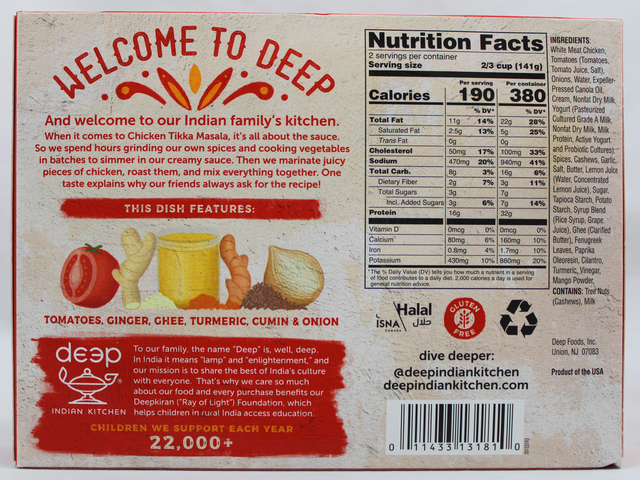 WELCOME TO DEEP
And welcome to our Indian family's kitchen.
When it comes to Chicken Tikka Masala, it's all about the sauce.
So we spend hours grinding our own spices and cooking vegetables
in batches to simmer in our creamy sauce. Then we marinate juicy
pieces of chicken, roast them, and mix everything together. One
taste explains why our friends always ask for the recipe!
THIS DISH FEATURES:
TOMATOES, GINGER, GHEE, TURMERIC, CUMIN & ONION
deep®
INDIAN KITCHEN
To our family, the name "Deep" is, well, deep.
In India it means "lamp" and "enlightenment," and
our mission is to share the best of India's culture
with everyone. That's why we care so much
about our food and every purchase benefits our
Deepkiran ("Ray of Light") Foundation, which
helps children in rural India access education.
CHILDREN WE SUPPORT EACH YEAR
22,000+
Nutrition Facts
2 servings per container
Serving size 2/3 cup (141g)
Per serving Per container
Calories 190 380
% DV* % DV*
Total Fat 11g 14% 22g 28%
Saturated Fat 2.5g 13% 5g 25%
Trans Fat 0g 0g
Cholesterol 50mg 17% 100mg 33%
Sodium 470mg 20% 940mg 41%
Total Carb. 8g 3% 16g 6%
Dietary Fiber 2g 7% 3g 11%
Total Sugars 3g 7g
Incl. Added Sugars 3g 6% 7g 14%
Protein 16g 32g
Vitamin D 0mcg 0% 0mcg 0%
Calcium 80mg 6% 160mg 10%
Iron 0.8mg 4% 1.7mg 10%
Potassium 430mg 10% 860mg 20%
*The % Daily Value (DV) tells you how much a nutrient in a serving
of food contributes to a daily diet. 2,000 calories a day is used for
general nutrition advice.
INGREDIENTS:
White Meat Chicken,
Tomatoes (Tomatoes,
Tomato Juice, Salt),
Onions, Water, Expeller-
Pressed Canola Oil,
Cream, Nonfat Dry Milk,
Yogurt (Pasteurized
Cultured Grade A Milk,
Nonfat Dry Milk, Milk
Protein, Active Yogurt
and Probiotic Cultures),
Spices, Cashews, Garlic,
Salt, Butter, Lemon Juice
(Water, Concentrated
Lemon Juice), Sugar,
Tapioca Starch, Potato
Starch, Syrup Blend
(Rice Syrup, Grape
Juice), Ghee (Clarified
Butter), Fenugreek
Leaves, Paprika
Oleoresin, Cilantro,
Turmeric, Vinegar,
Mango Powder.
CONTAINS: Tree Nuts
(Cashews), Milk
Halal
حلال
ISNA
CANADA
GLUTEN
FREE
dive deeper:
@deepindiankitchen
deepindiankitchen.com
Deep Foods, Inc.
Union, NJ 07083
Product of the USA
0 11433 13181 0